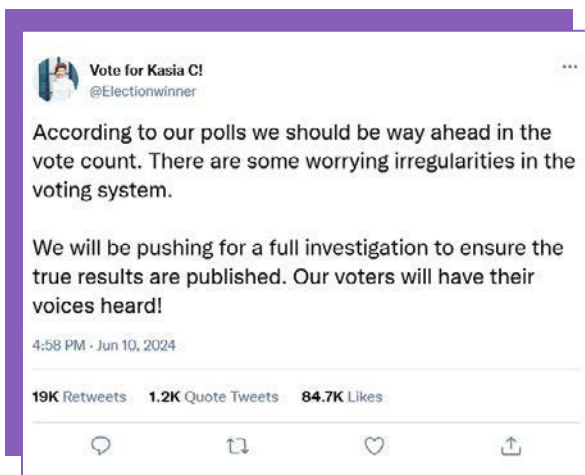 Vote for Kasia C!
@Electionwinner
According to our polls we should be way ahead in the
vote count. There are some worrying irregularities in the
voting system.
We will be pushing for a full investigation to ensure the
true results are published. Our voters will have their
voices heard!
4:58 PM · Jun 10, 2024
19K Retweets 1.2K Quote Tweets 84.7K Likes